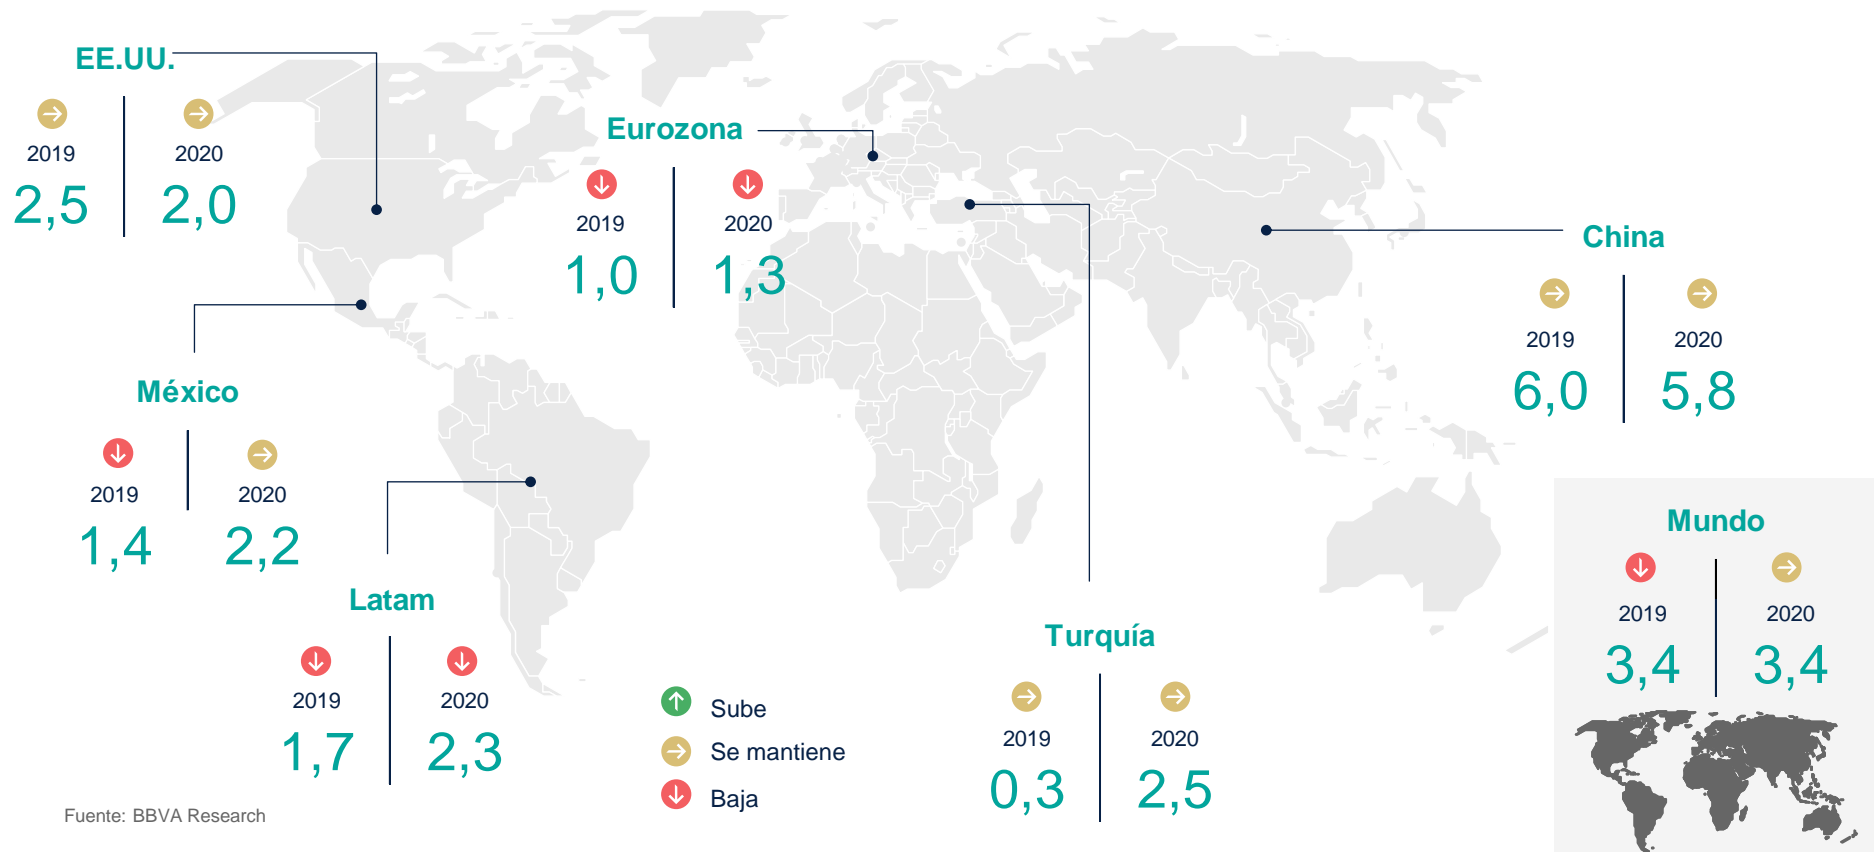 EE.UU.
2019 2020
2,5 2,0
Eurozona
2019 2020
1,0 1,3
China
2019 2020
6,0 5,8
México
2019 2020
1,4 2,2
Latam
2019 2020
1,7 2,3
Turquía
2019 2020
0,3 2,5
Mundo
2019 2020
3,4 3,4
Sube
Se mantiene
Baja
Fuente: BBVA Research